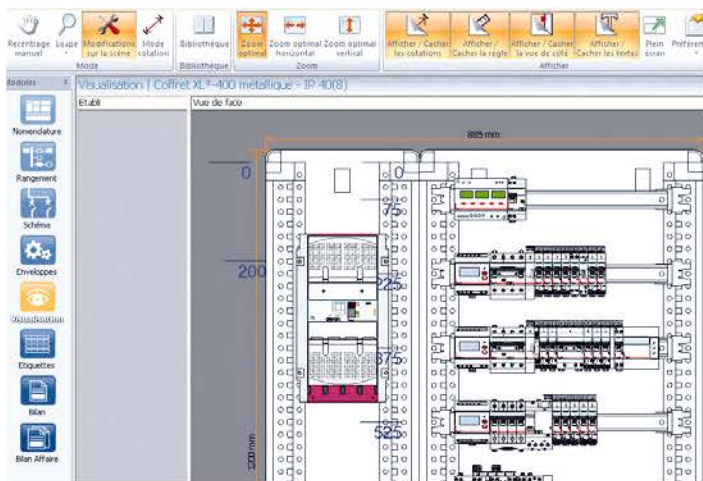 Recentrage
manuel
Loupe
Modifications
sur la scène
Mode
cotation
Bibliothèque
Zoom
optimal
Zoom optimal
horizontal
Zoom optimal
vertical
Afficher / Cacher
les cotations
Afficher /
Cacher la règle
Afficher / Cacher
la vue de côté
Afficher /
Cacher les textes
Plein
écran
Préféren
Mode
Bibliothèque
Zoom
Afficher
Modules
Visualisation | Coffret XL³-400 métallique - IP 40(8)
Etabli
Vue de face
Nomenclature
Rangement
Schéma
Enveloppes
Visualisation
Etiquettes
Bilan
Bilan Affaire
885 mm
0
0
75
200
225
375
525
1200 mm